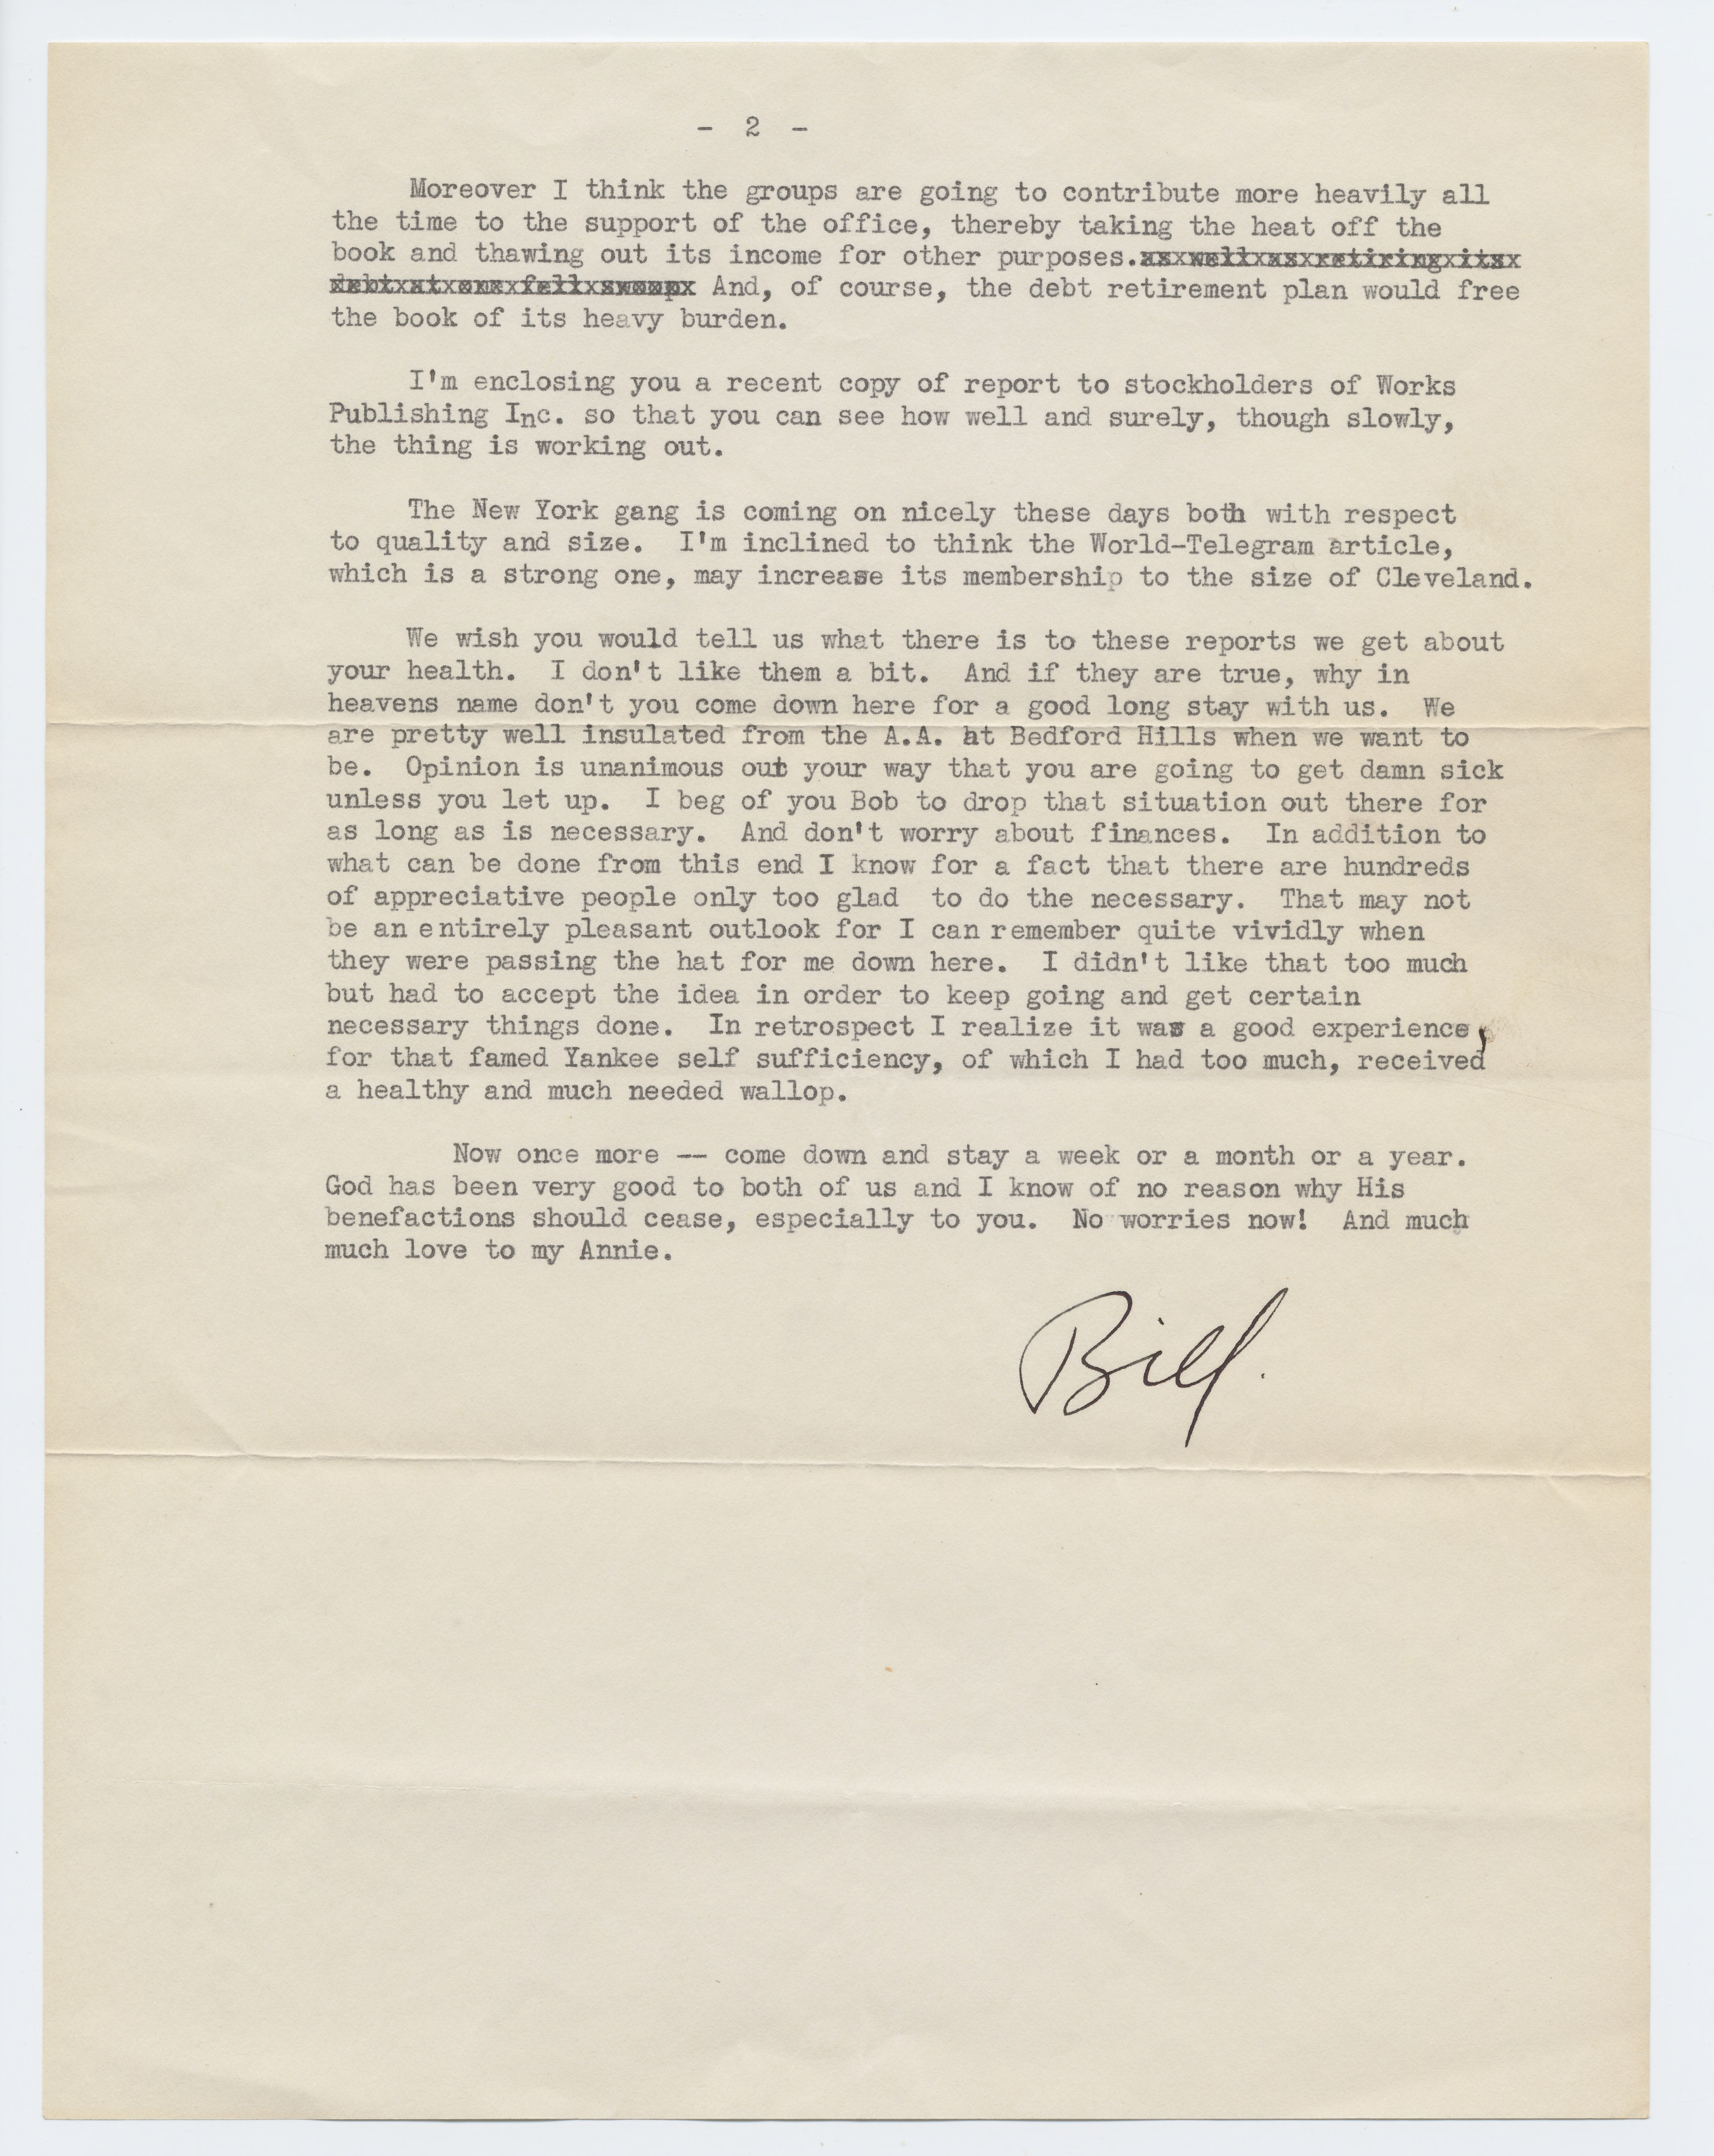 - 2 -
Moreover I think the groups are going to contribute more heavily all
the time to the support of the office, thereby taking the heat off the
book and thawing out its income for other purposes. as well as retiring its
debt at one fell swoop And, of course, the debt retirement plan would free
the book of its heavy burden.
I'm enclosing you a recent copy of report to stockholders of Works
Publishing Inc. so that you can see how well and surely, though slowly,
the thing is working out.
The New York gang is coming on nicely these days both with respect
to quality and size. I'm inclined to think the World-Telegram article,
which is a strong one, may increase its membership to the size of Cleveland.
We wish you would tell us what there is to these reports we get about
your health. I don't like them a bit. And if they are true, why in
heavens name don't you come down here for a good long stay with us. We
are pretty well insulated from the A.A. at Bedford Hills when we want to
be. Opinion is unanimous out your way that you are going to get damn sick
unless you let up. I beg of you Bob to drop that situation out there for
as long as is necessary. And don't worry about finances. In addition to
what can be done from this end I know for a fact that there are hundreds
of appreciative people only too glad to do the necessary. That may not
be an entirely pleasant outlook for I can remember quite vividly when
they were passing the hat for me down here. I didn't like that too much
but had to accept the idea in order to keep going and get certain
necessary things done. In retrospect I realize it was a good experience,
for that famed Yankee self sufficiency, of which I had too much, received
a healthy and much needed wallop.
Now once more -- come down and stay a week or a month or a year.
God has been very good to both of us and I know of no reason why His
benefactions should cease, especially to you. No worries now! And much
much love to my Annie.
Bill.